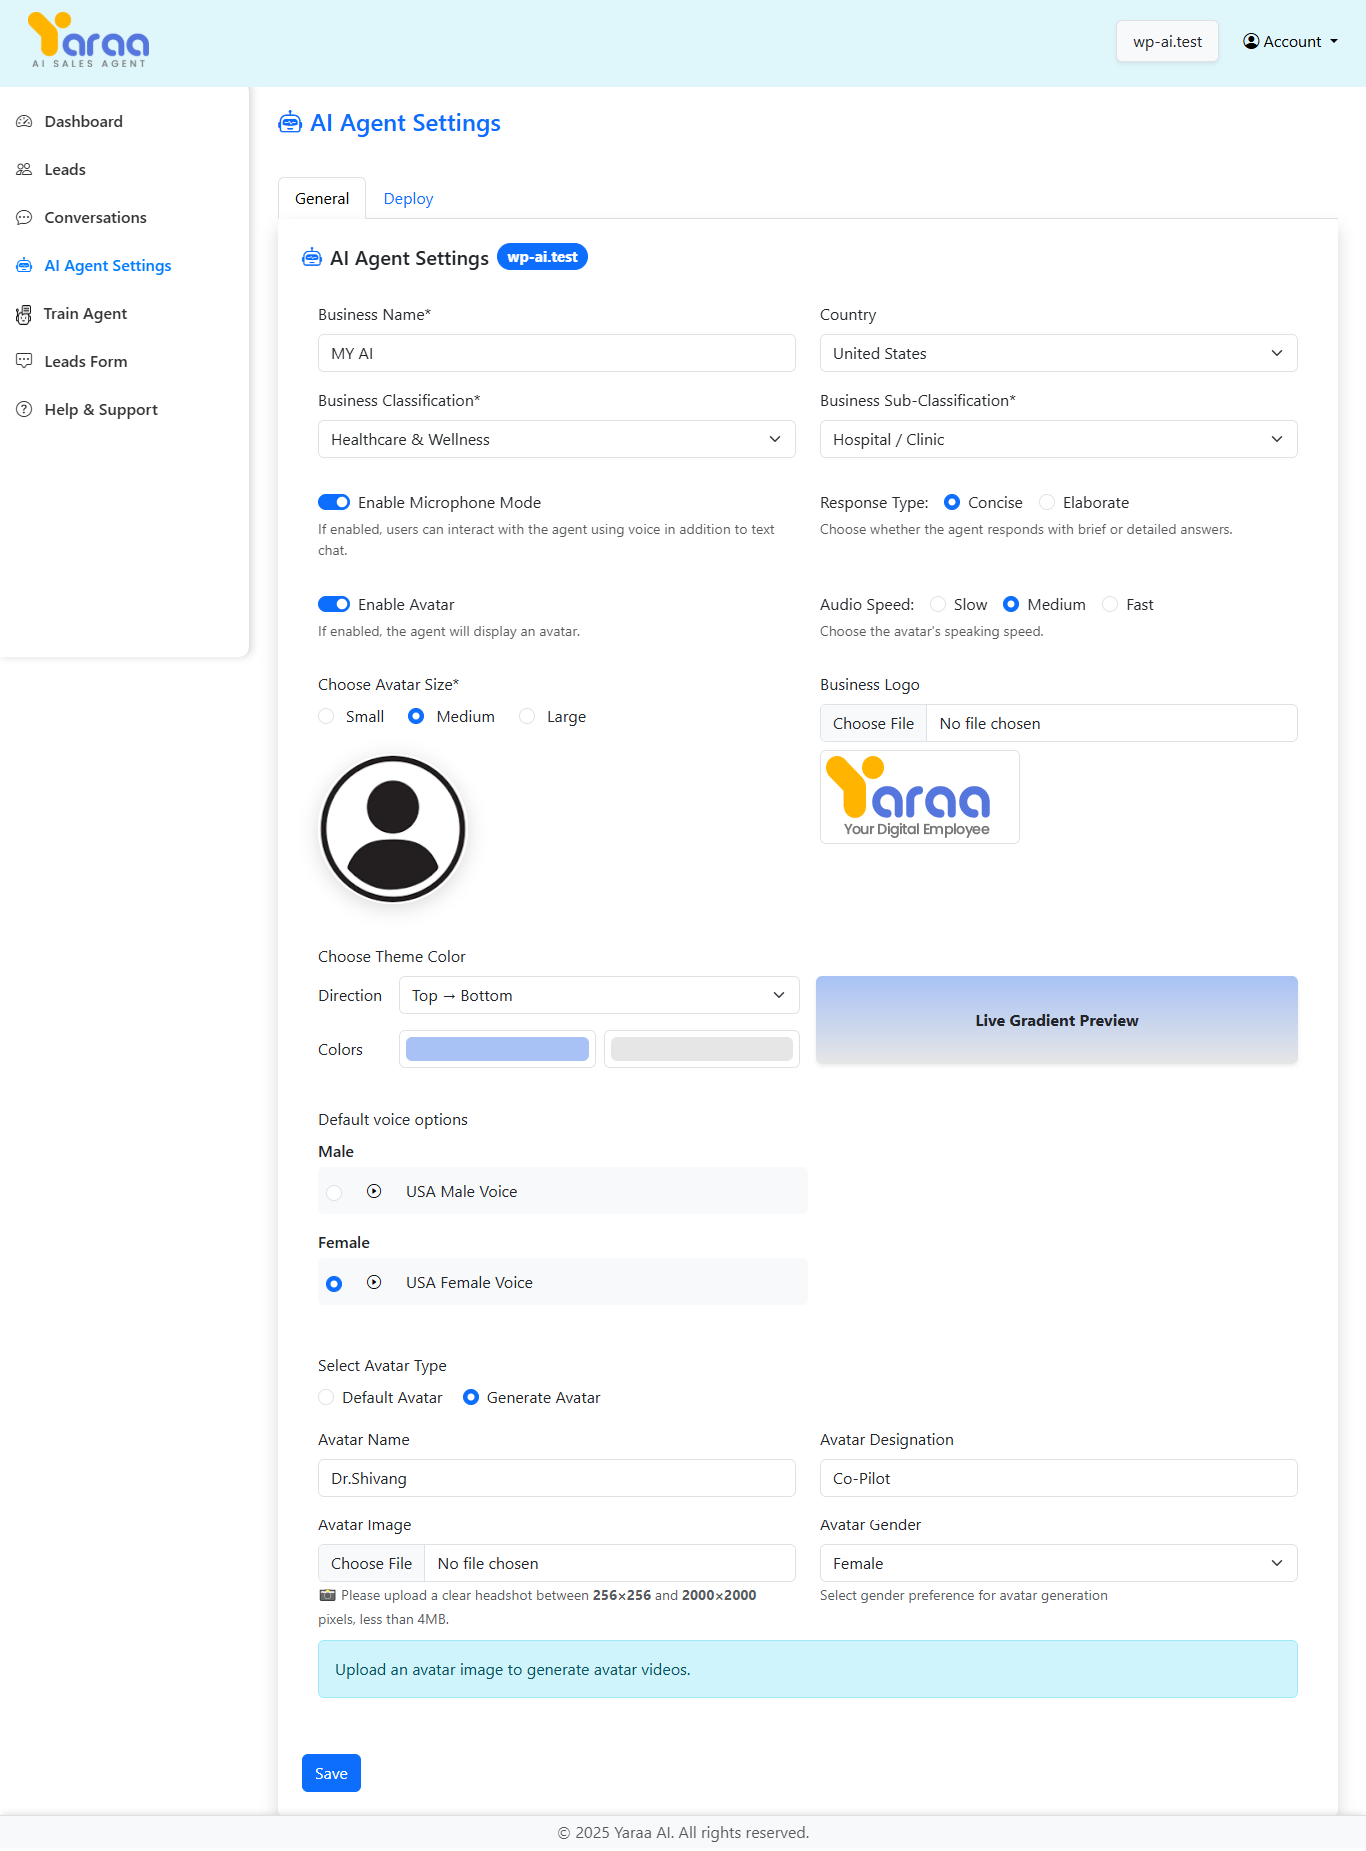 Yaraa
AI SALES AGENT
wp-ai.test
Account
Dashboard
Leads
Conversations
AI Agent Settings
Train Agent
Leads Form
Help & Support
AI Agent Settings
General
Deploy
AI Agent Settings wp-ai.test
Business Name*
MY AI
Country
United States
Business Classification*
Healthcare & Wellness
Business Sub-Classification*
Hospital / Clinic
Enable Microphone Mode
If enabled, users can interact with the agent using voice in addition to text
chat.
Response Type: Concise Elaborate
Choose whether the agent responds with brief or detailed answers.
Enable Avatar
If enabled, the agent will display an avatar.
Audio Speed: Slow Medium Fast
Choose the avatar's speaking speed.
Choose Avatar Size*
Small Medium Large
Business Logo
Choose File No file chosen
Yaraa
Your Digital Employee
Choose Theme Color
Direction Top → Bottom
Colors
Live Gradient Preview
Default voice options
Male
USA Male Voice
Female
USA Female Voice
Select Avatar Type
Default Avatar Generate Avatar
Avatar Name
Dr.Shivang
Avatar Designation
Co-Pilot
Avatar Image
Choose File No file chosen
📸 Please upload a clear headshot between 256×256 and 2000×2000
pixels, less than 4MB.
Avatar Gender
Female
Select gender preference for avatar generation
Upload an avatar image to generate avatar videos.
Save
© 2025 Yaraa AI. All rights reserved.